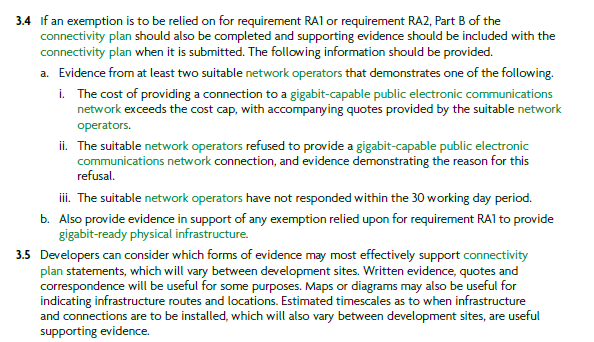 3.4 If an exemption is to be relied on for requirement RA1 or requirement RA2, Part B of the
connectivity plan should also be completed and supporting evidence should be included with the
connectivity plan when it is submitted. The following information should be provided.
a. Evidence from at least two suitable network operators that demonstrates one of the following.
i. The cost of providing a connection to a gigabit-capable public electronic communications
network exceeds the cost cap, with accompanying quotes provided by the suitable network
operators.
ii. The suitable network operators refused to provide a gigabit-capable public electronic
communications network connection, and evidence demonstrating the reason for this
refusal.
iii. The suitable network operators have not responded within the 30 working day period.
b. Also provide evidence in support of any exemption relied upon for requirement RA1 to provide
gigabit-ready physical infrastructure.
3.5 Developers can consider which forms of evidence may most effectively support connectivity
plan statements, which will vary between development sites. Written evidence, quotes and
correspondence will be useful for some purposes. Maps or diagrams may also be useful for
indicating infrastructure routes and locations. Estimated timescales as to when infrastructure
and connections are to be installed, which will also vary between development sites, are useful
supporting evidence.